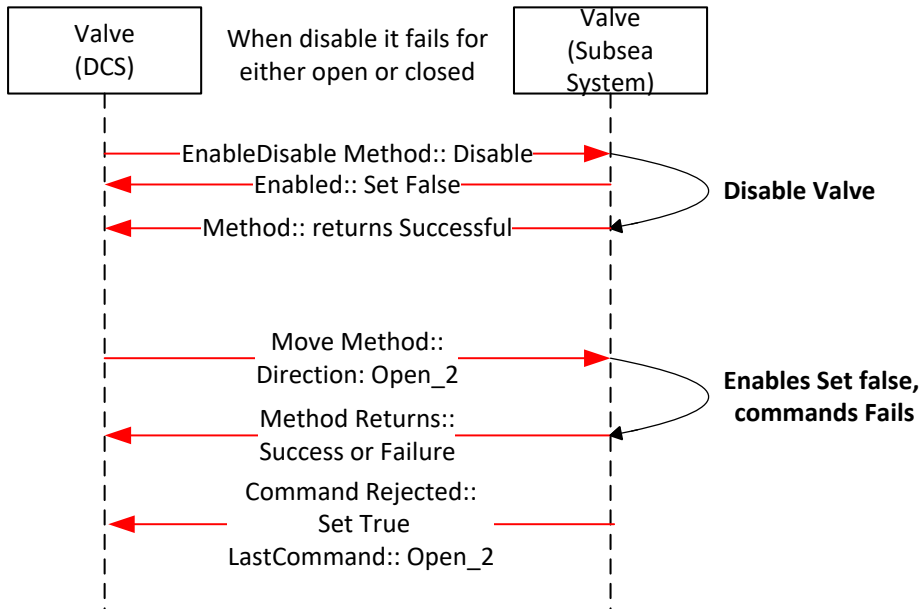 Valve
(DCS)
When disable it fails for
either open or closed
Valve
(Subsea
System)
EnableDisable Method:: Disable
Enabled:: Set False
Disable Valve
Method:: returns Successful
Move Method::
Direction: Open_2
Enables Set false,
commands Fails
Method Returns::
Success or Failure
Command Rejected::
Set True
LastCommand:: Open_2